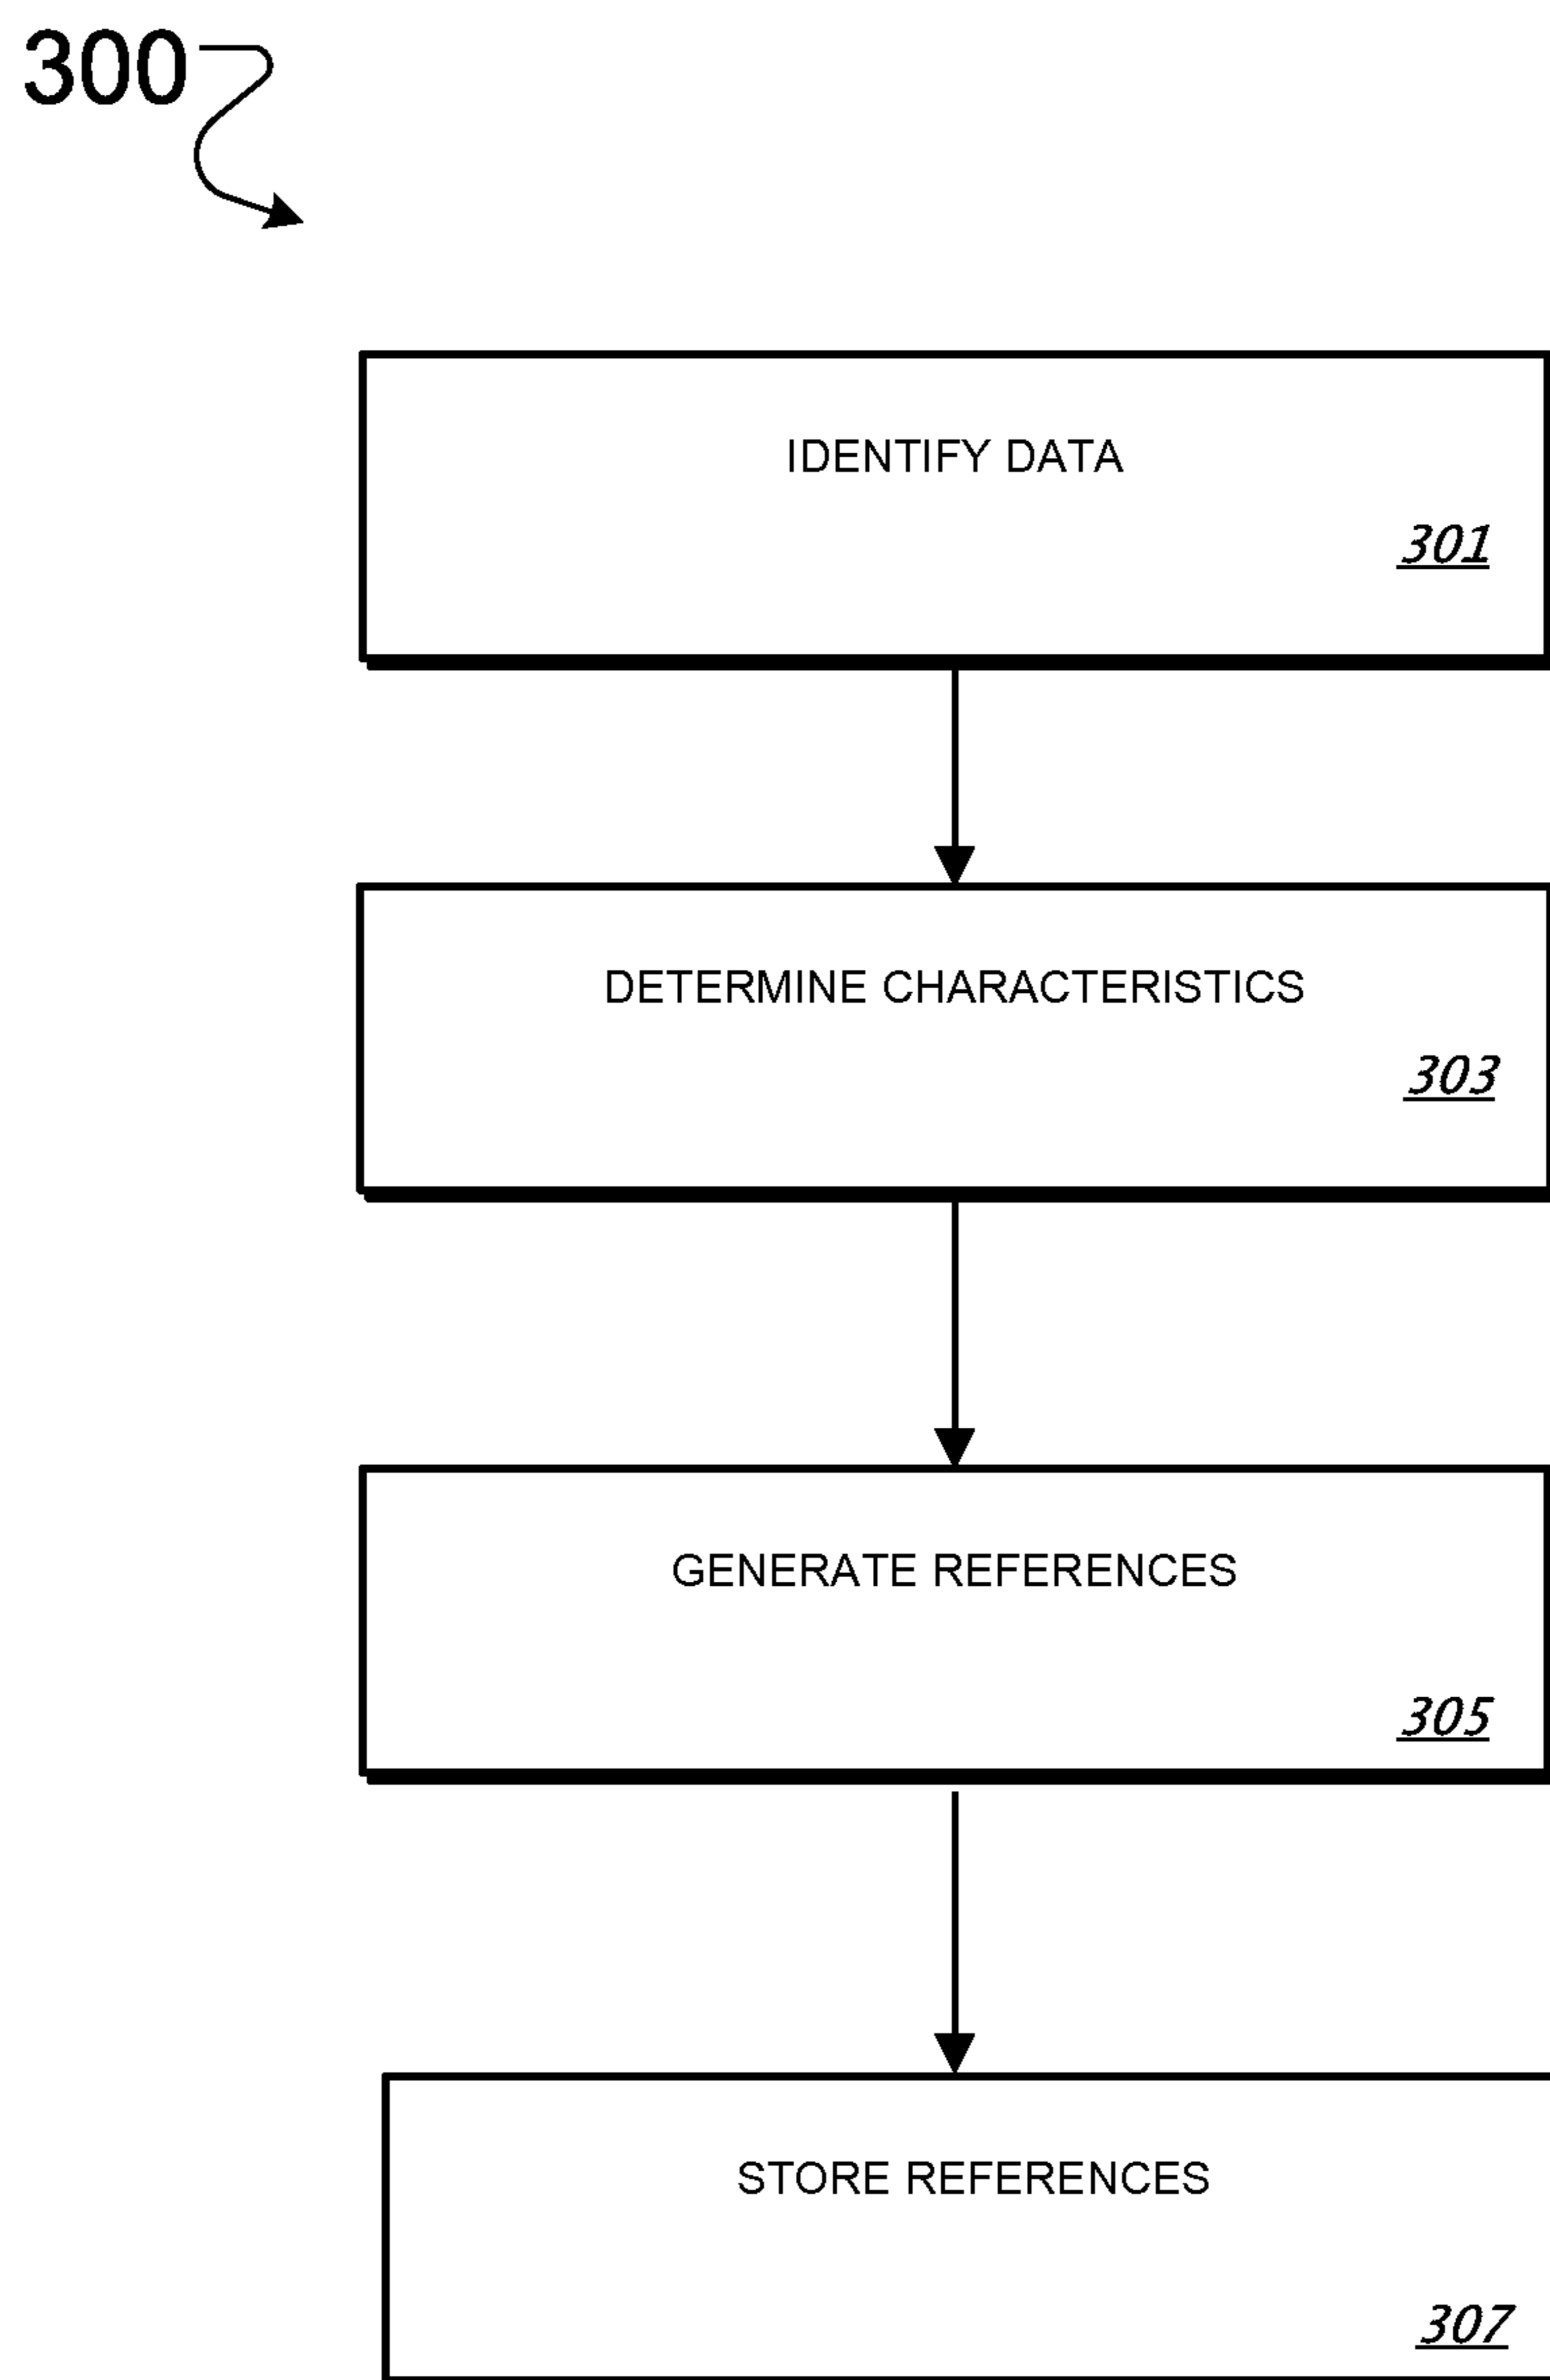 300
IDENTIFY DATA
301
DETERMINE CHARACTERISTICS
303
GENERATE REFERENCES
305
STORE REFERENCES
307